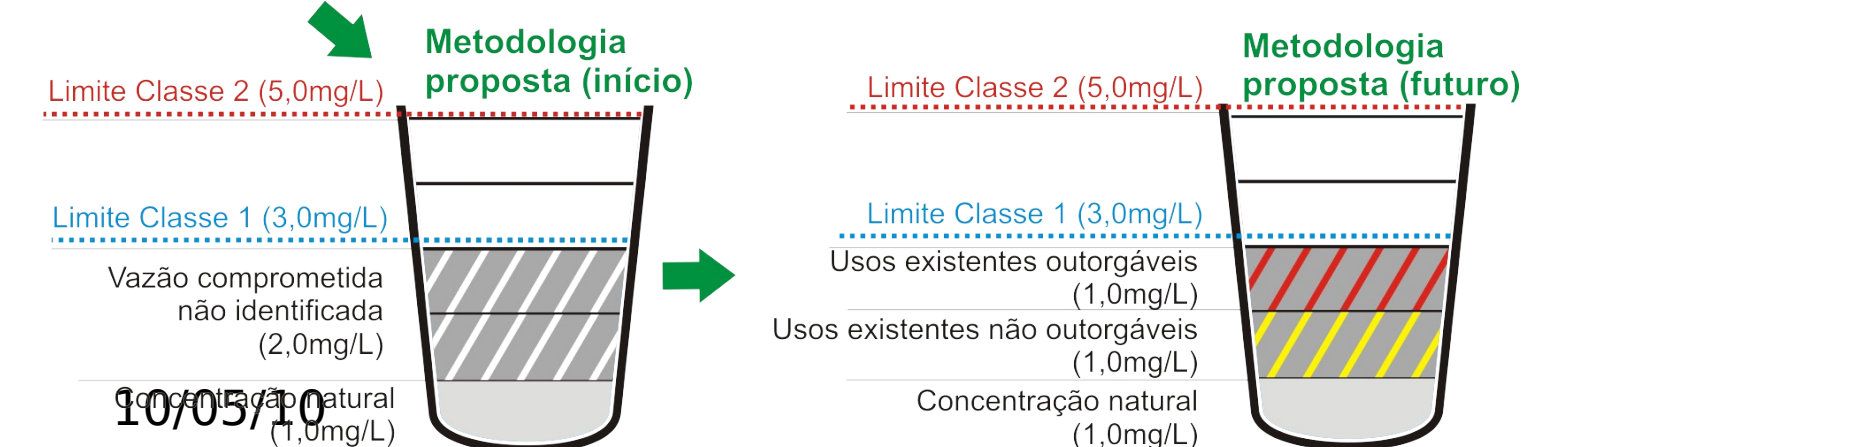 Metodologia
proposta (início)
Limite Classe 2 (5,0mg/L)
Limite Classe 1 (3,0mg/L)
Vazão comprometida
não identificada
(2,0mg/L)
Concentração natural
(1,0mg/L)
10/05/10
Metodologia
proposta (futuro)
Limite Classe 2 (5,0mg/L)
Limite Classe 1 (3,0mg/L)
Usos existentes outorgáveis
(1,0mg/L)
Usos existentes não outorgáveis
(1,0mg/L)
Concentração natural
(1,0mg/L)